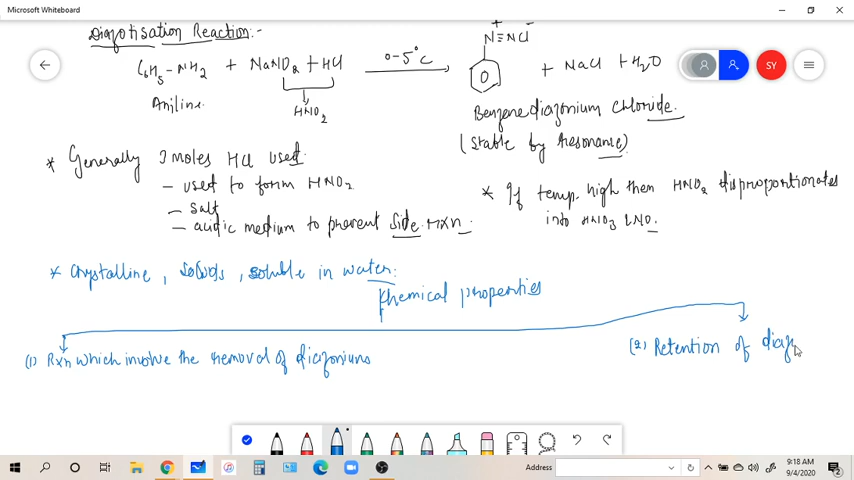 Microsoft Whiteboard
Diazotisation Reaction:-
C6H5-NH2 + NaNO2 + HCl 0-5°C N≡NCl + NaCl + H2O
+ -
Aniline
HNO2
Benzene diazonium chloride.
(Stable by Resonance)
* Generally 3 moles HCl used
- used to form HNO2
- Salt
- acidic medium to prevent side rxn
* If temp. high then HNO2 disproportionates
into HNO3 & NO.
* Crystalline, solids, soluble in water.
Chemical properties
(1) Rxn which involve the removal of diazoniums
(2) Retention of diaz
SY
Address
9:18 AM
9/4/2020
2